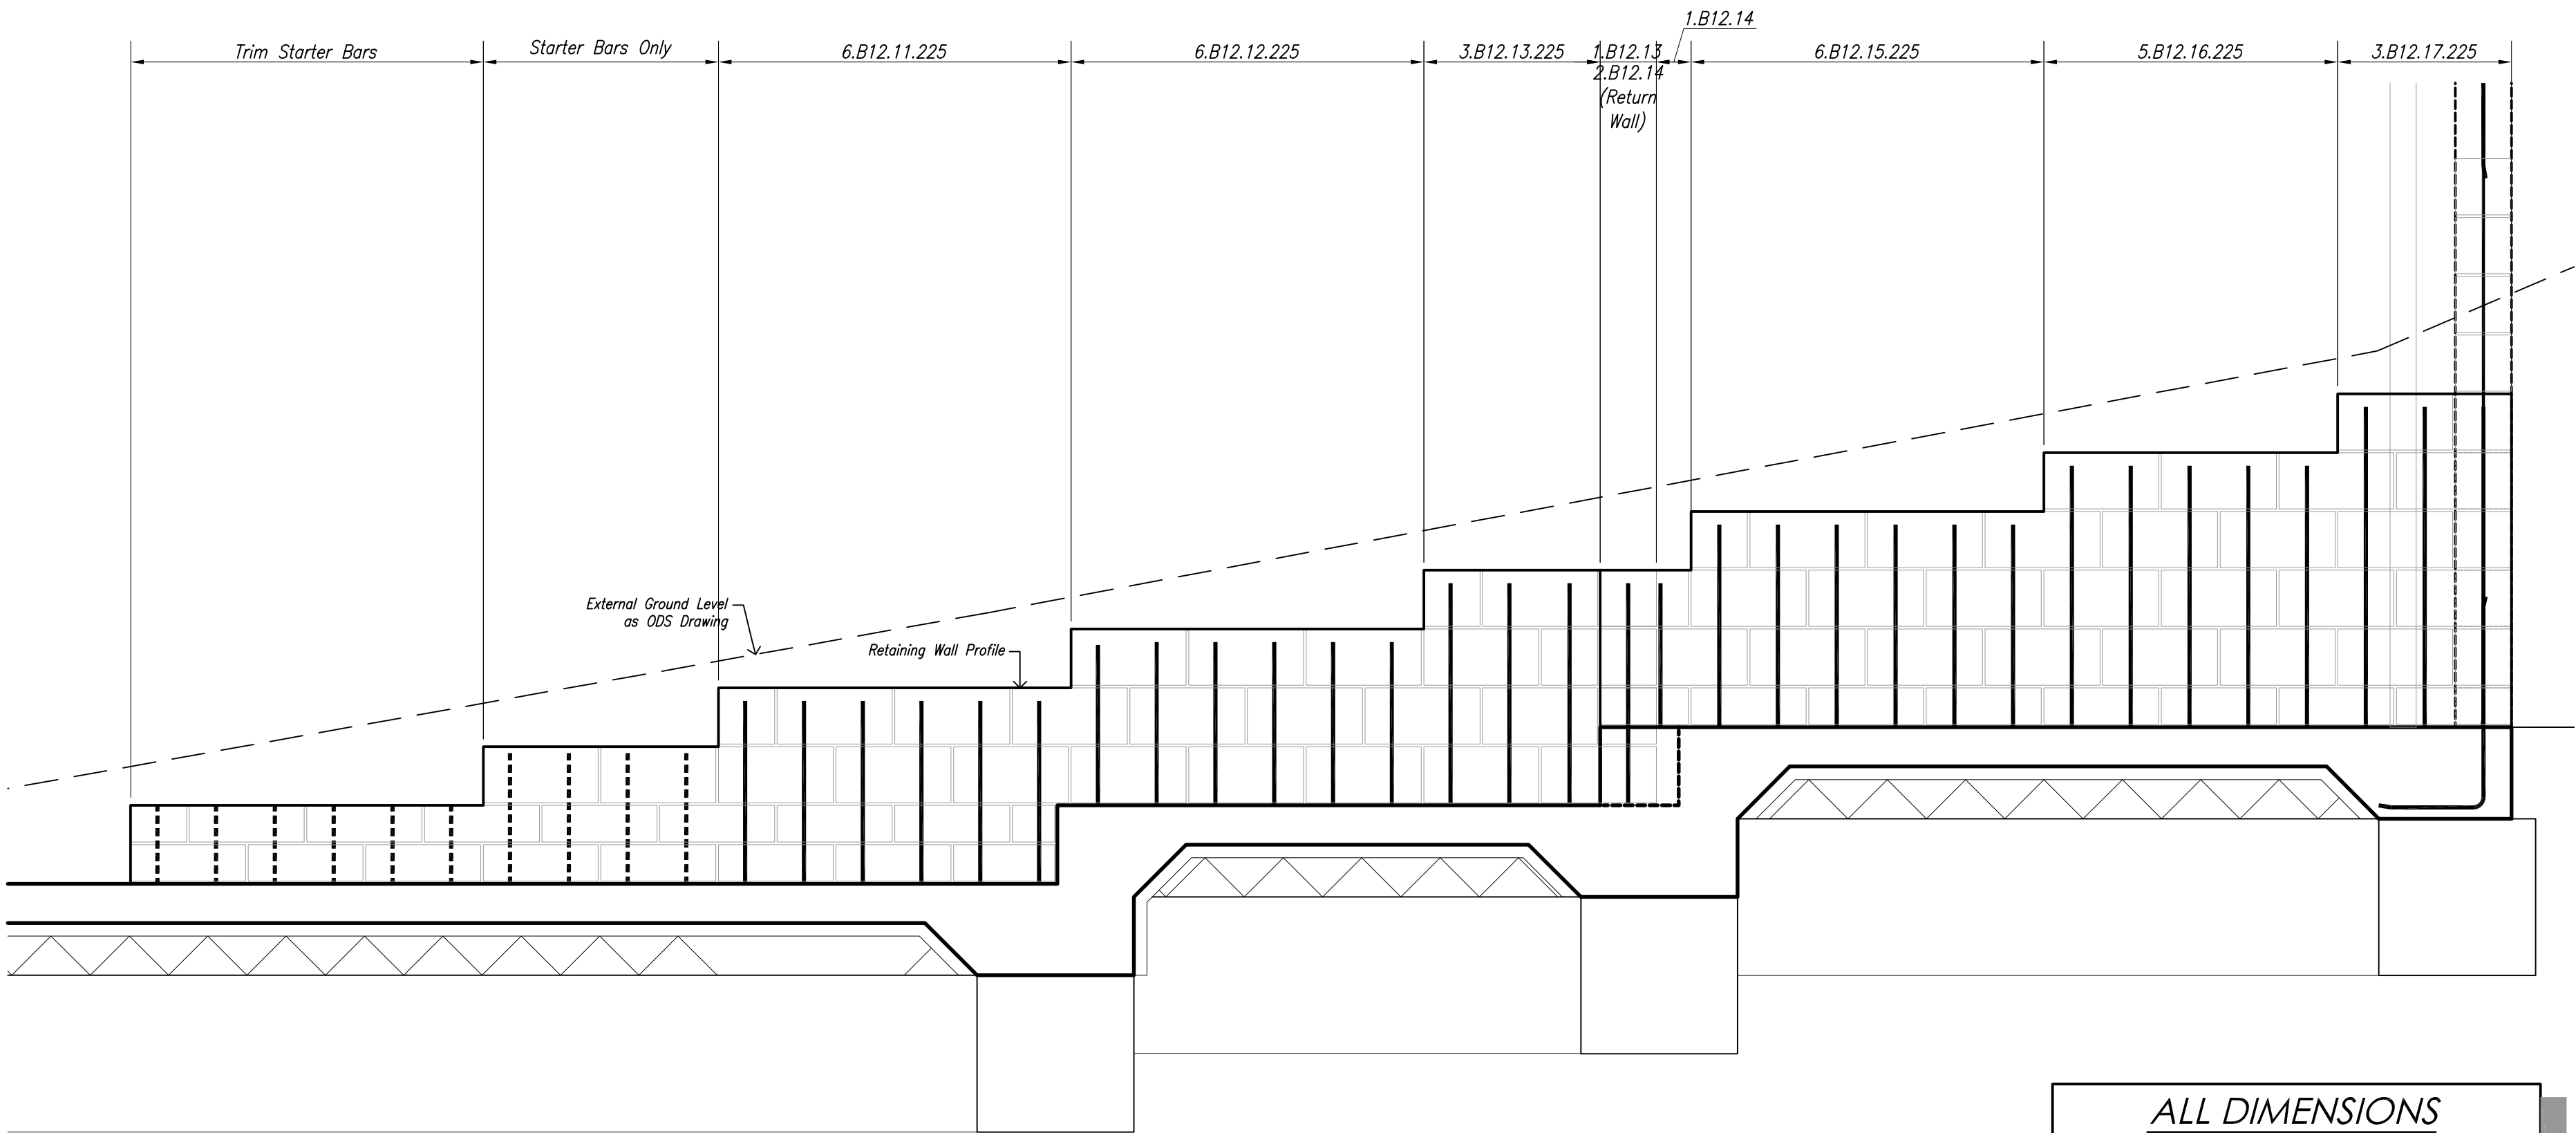 1.B12.14
Trim Starter Bars
Starter Bars Only
6.B12.11.225
6.B12.12.225
3.B12.13.225
1.B12.13
2.B12.14
(Return
Wall)
6.B12.15.225
5.B12.16.225
3.B12.17.225
External Ground Level
as ODS Drawing
Retaining Wall Profile
ALL DIMENSIONS